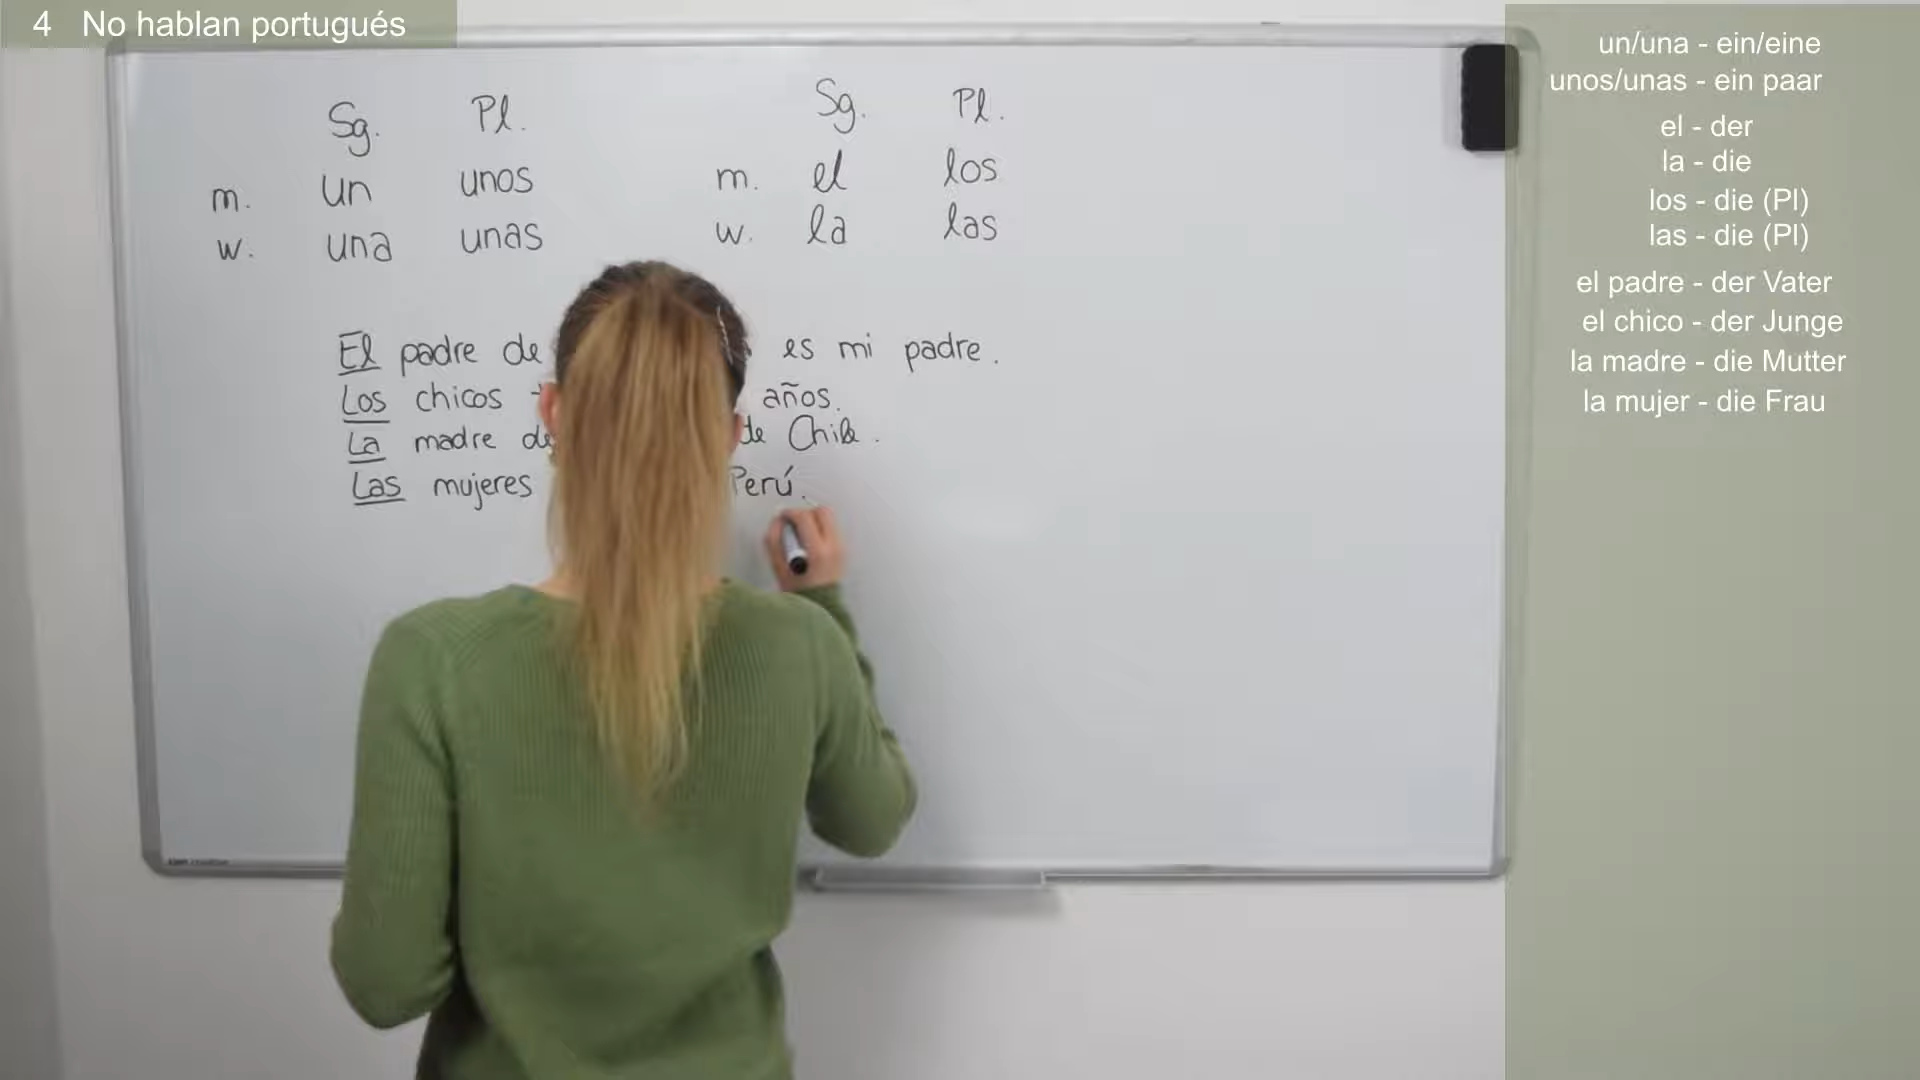 4 No hablan portugués
Sg. Pl.
m. un unos
w. una unas
Sg. Pl.
m. el los
w. la las
El padre de es mi padre.
Los chicos años.
La madre de Chile.
Las mujeres Perú.
un/una - ein/eine
unos/unas - ein paar
el - der
la - die
los - die (Pl)
las - die (Pl)
el padre - der Vater
el chico - der Junge
la madre - die Mutter
la mujer - die Frau